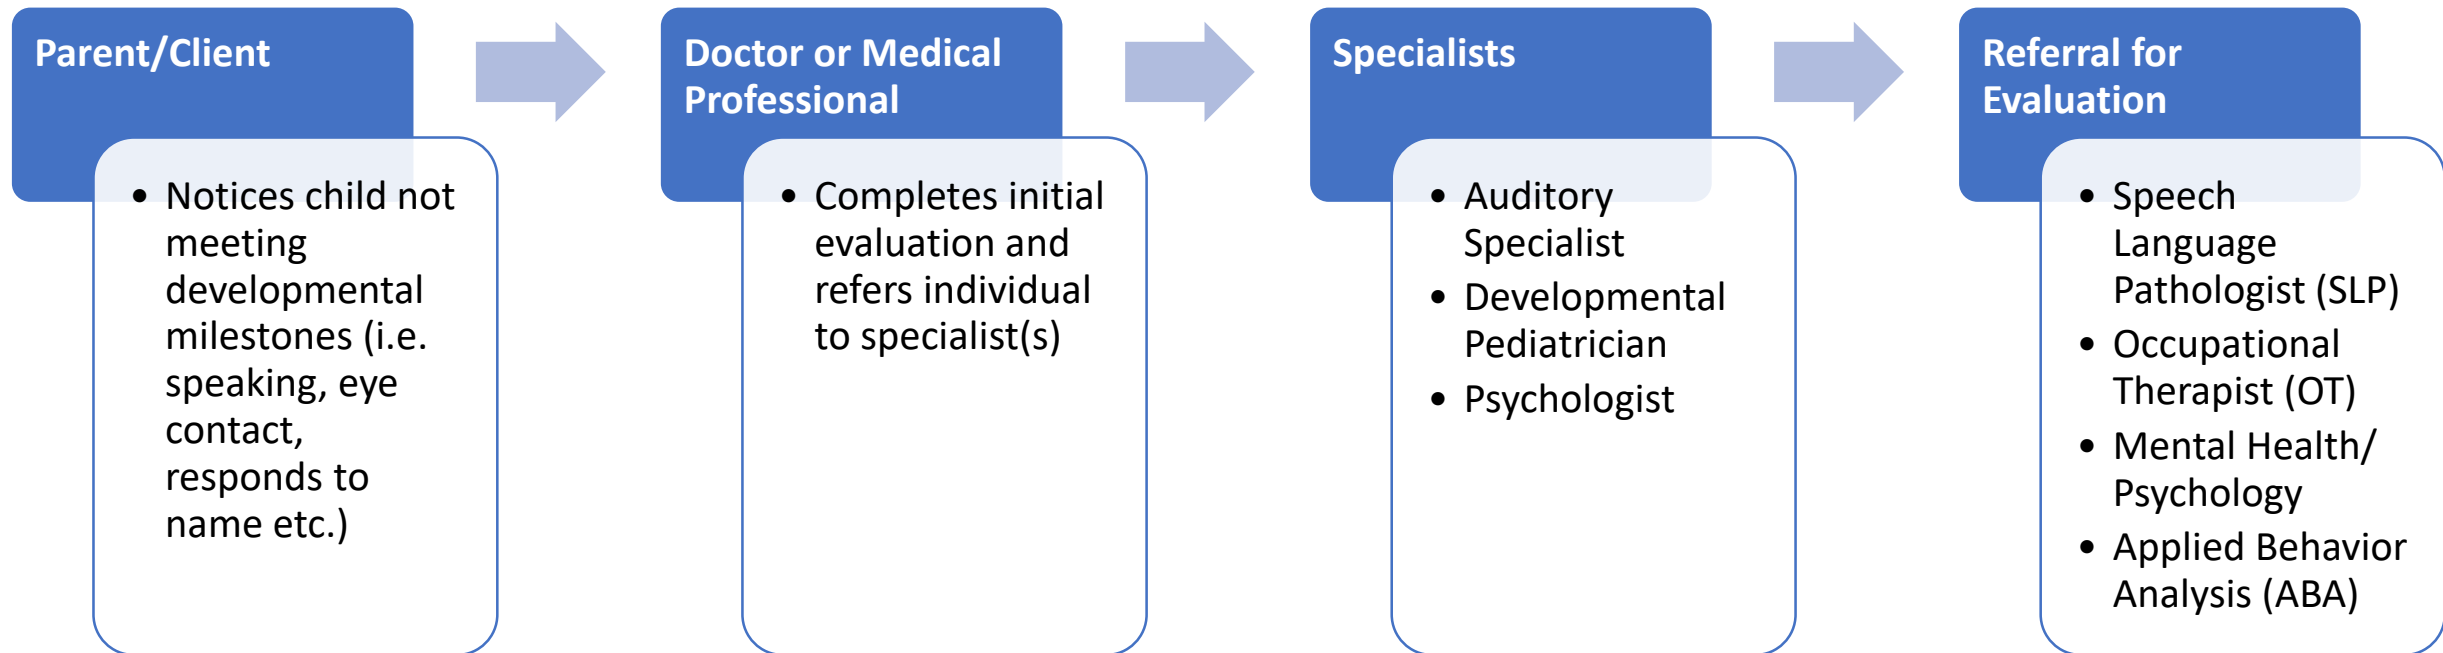 Parent/Client
• Notices child not
meeting
developmental
milestones (i.e.
speaking, eye
contact,
responds to
name etc.)
Doctor or Medical
Professional
• Completes initial
evaluation and
refers individual
to specialist(s)
Specialists
• Auditory
Specialist
• Developmental
Pediatrician
• Psychologist
Referral for
Evaluation
• Speech
Language
Pathologist (SLP)
• Occupational
Therapist (OT)
• Mental Health/
Psychology
• Applied Behavior
Analysis (ABA)